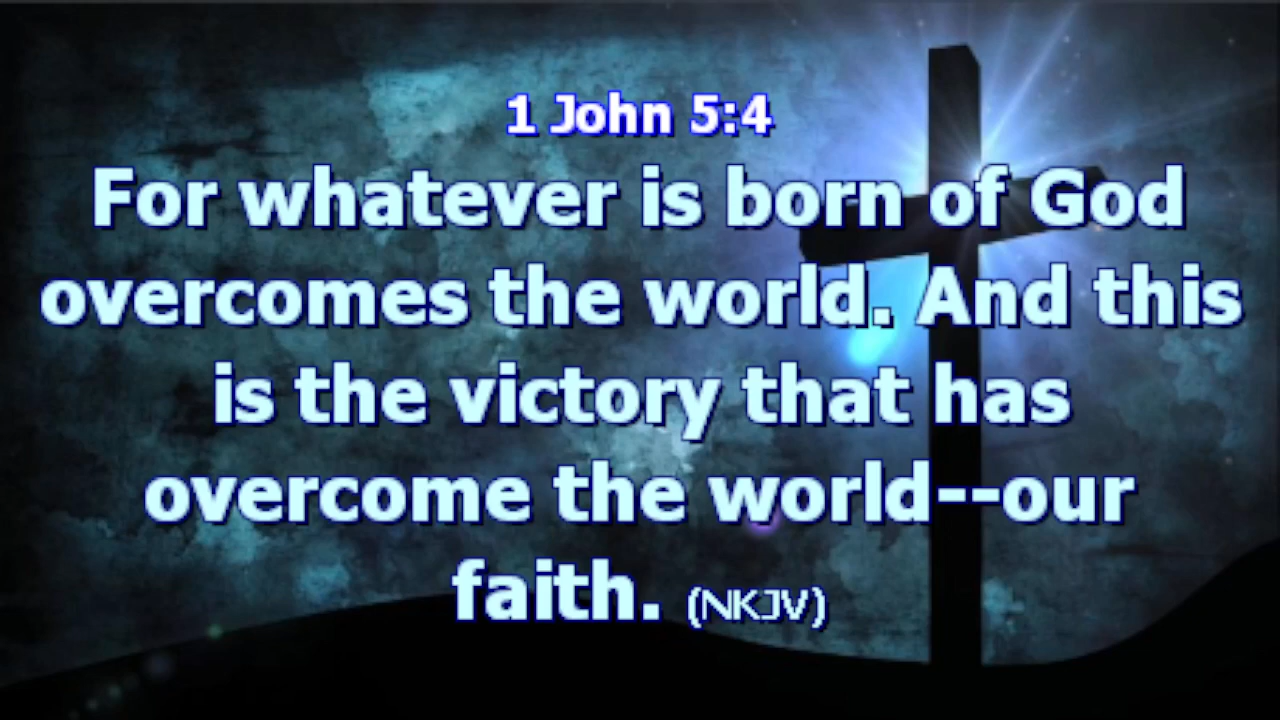 1 John 5:4
For whatever is born of God
overcomes the world. And this
is the victory that has
overcome the world--our
faith. (NKJV)